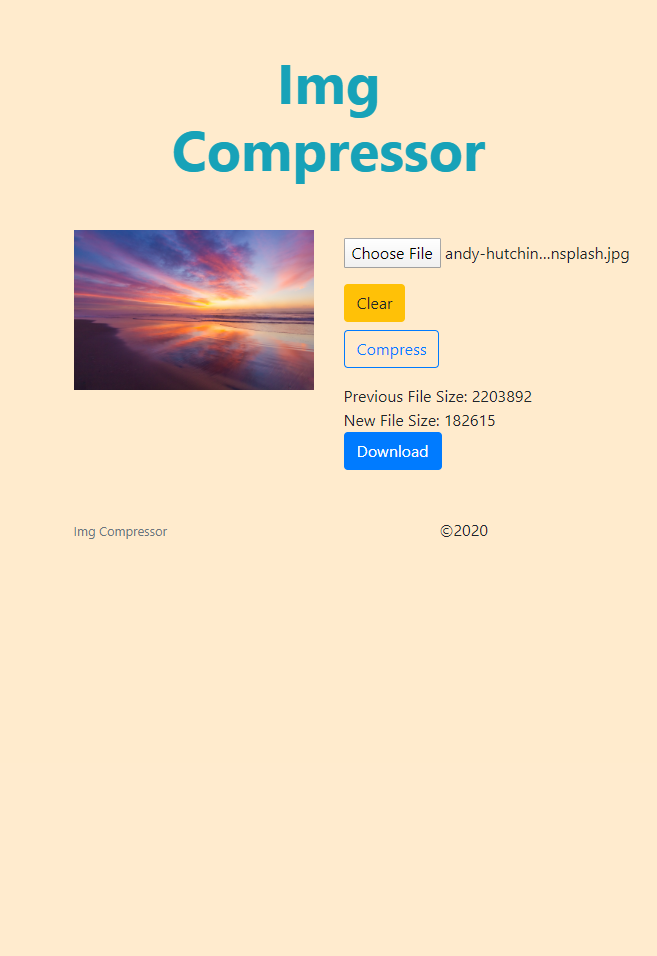 Img
Compressor
Choose File andy-hutchin...nsplash.jpg
Clear
Compress
Previous File Size: 2203892
New File Size: 182615
Download
Img Compressor ©2020